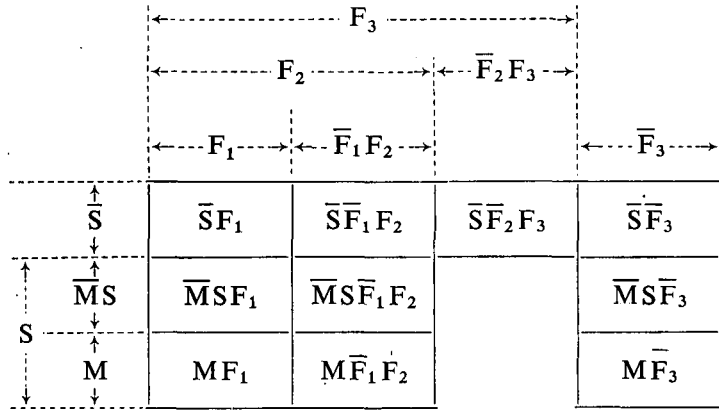 F₃
F₂ F̅₂F₃
F₁ F̅₁F₂ F̅₃
S̅ S̅F₁ S̅F̅₁F₂ S̅F̅₂F₃ S̅F̅₃
M̅S M̅SF₁ M̅SF̅₁F₂ M̅SF̅₃
S
M MF₁ MF̅₁F₂ MF̅₃